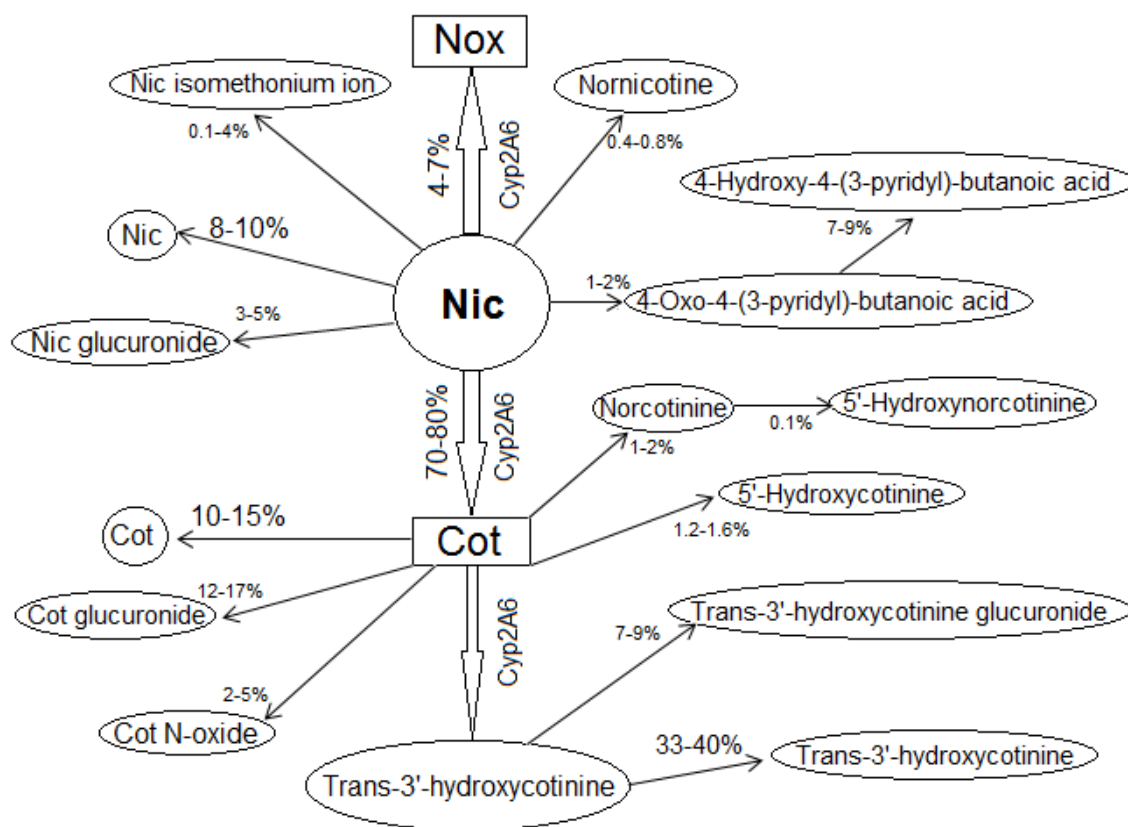 Nox
Nic isomethonium ion
Nornicotine
0.1-4%
4-7%
Cyp2A6
0.4-0.8%
4-Hydroxy-4-(3-pyridyl)-butanoic acid
Nic
8-10%
7-9%
Nic
1-2%
4-Oxo-4-(3-pyridyl)-butanoic acid
3-5%
Nic glucuronide
70-80%
Cyp2A6
Norcotinine
5'-Hydroxynorcotinine
1-2%
0.1%
5'-Hydroxycotinine
10-15%
Cot
Cot
1.2-1.6%
12-17%
Cot glucuronide
Cyp2A6
Trans-3'-hydroxycotinine glucuronide
7-9%
2-5%
Cot N-oxide
33-40%
Trans-3'-hydroxycotinine
Trans-3'-hydroxycotinine